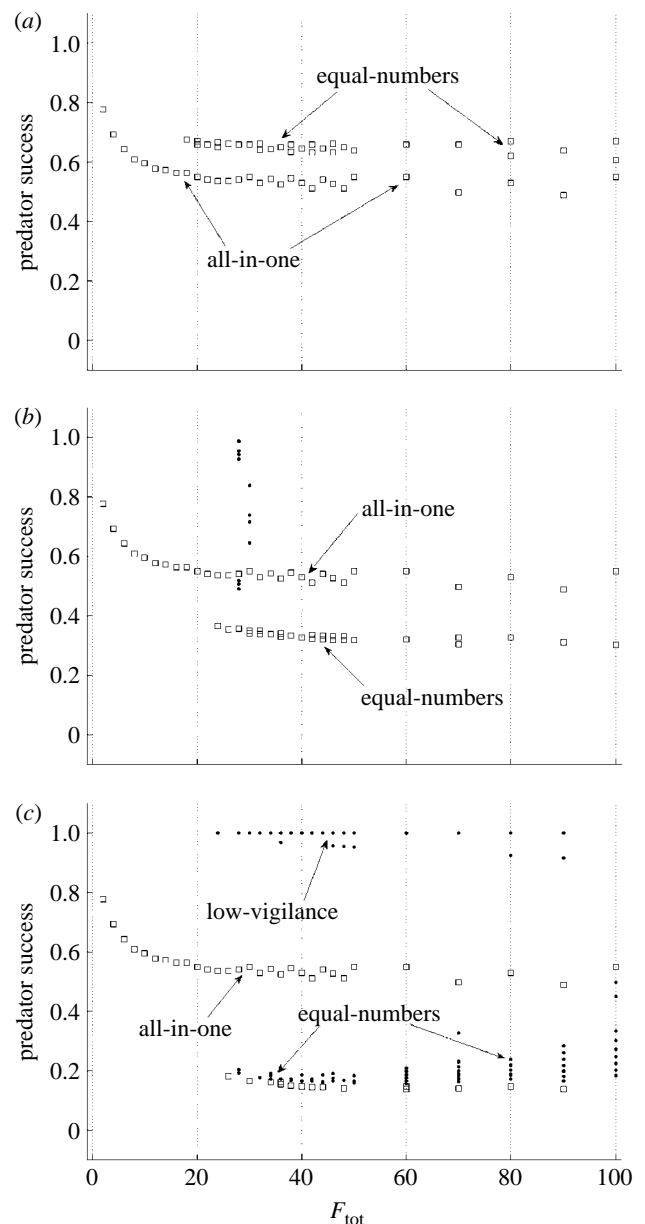 (a)
1.0
equal-numbers
0.8
0.6
0.4
all-in-one
0.2
0
predator success
(b)
1.0
0.8
all-in-one
0.6
0.4
equal-numbers
0.2
0
predator success
(c)
1.0
0.8
low-vigilance
0.6
0.4
all-in-one
equal-numbers
0.2
0
predator success
0 20 40 60 80 100
Ftot